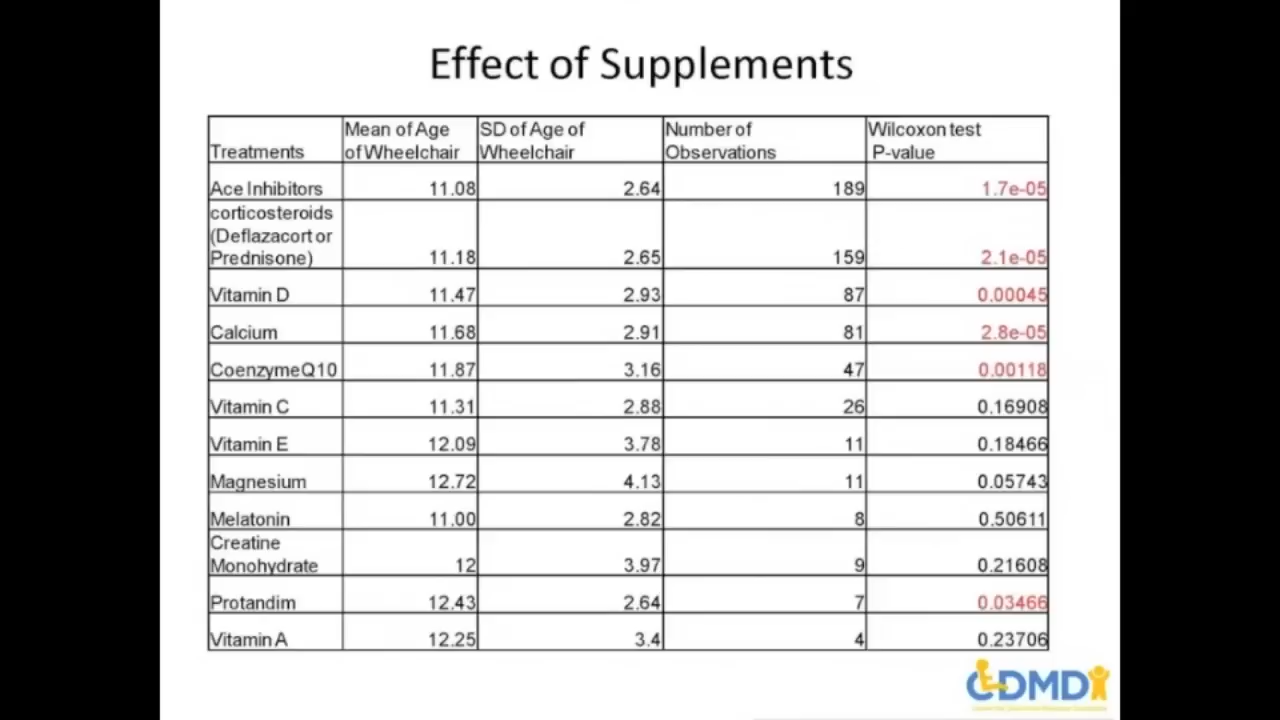 Effect of Supplements
Treatments Mean of Age of Wheelchair SD of Age of Wheelchair Number of Observations Wilcoxon test P-value
Ace Inhibitors 11.08 2.64 189 1.7e-05
corticosteroids (Deflazacort or Prednisone) 11.18 2.65 159 2.1e-05
Vitamin D 11.47 2.93 87 0.00045
Calcium 11.68 2.91 81 2.8e-05
CoenzymeQ10 11.87 3.16 47 0.00118
Vitamin C 11.31 2.88 26 0.16908
Vitamin E 12.09 3.78 11 0.18466
Magnesium 12.72 4.13 11 0.05743
Melatonin 11.00 2.82 8 0.50611
Creatine Monohydrate 12 3.97 9 0.21608
Protandim 12.43 2.64 7 0.03466
Vitamin A 12.25 3.4 4 0.23706
CDMD